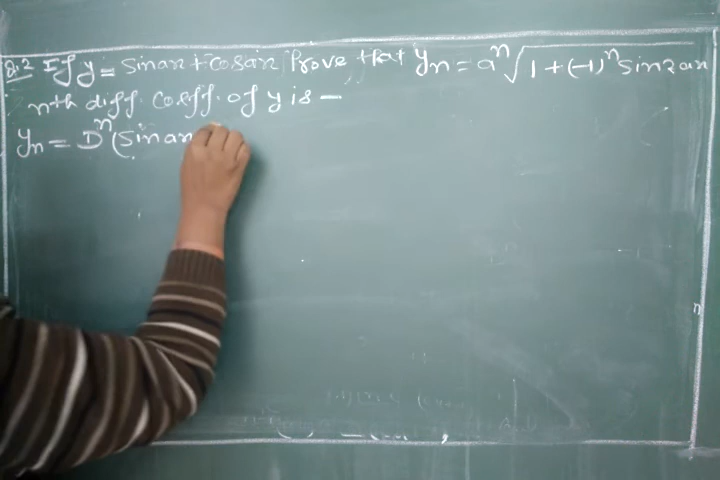 Q.2 If y = sinax + cosax Prove that yₙ = aⁿ√1 + (-1)ⁿ sin2ax
nth diff. coeff. of y is —
yₙ = Dⁿ(sinax